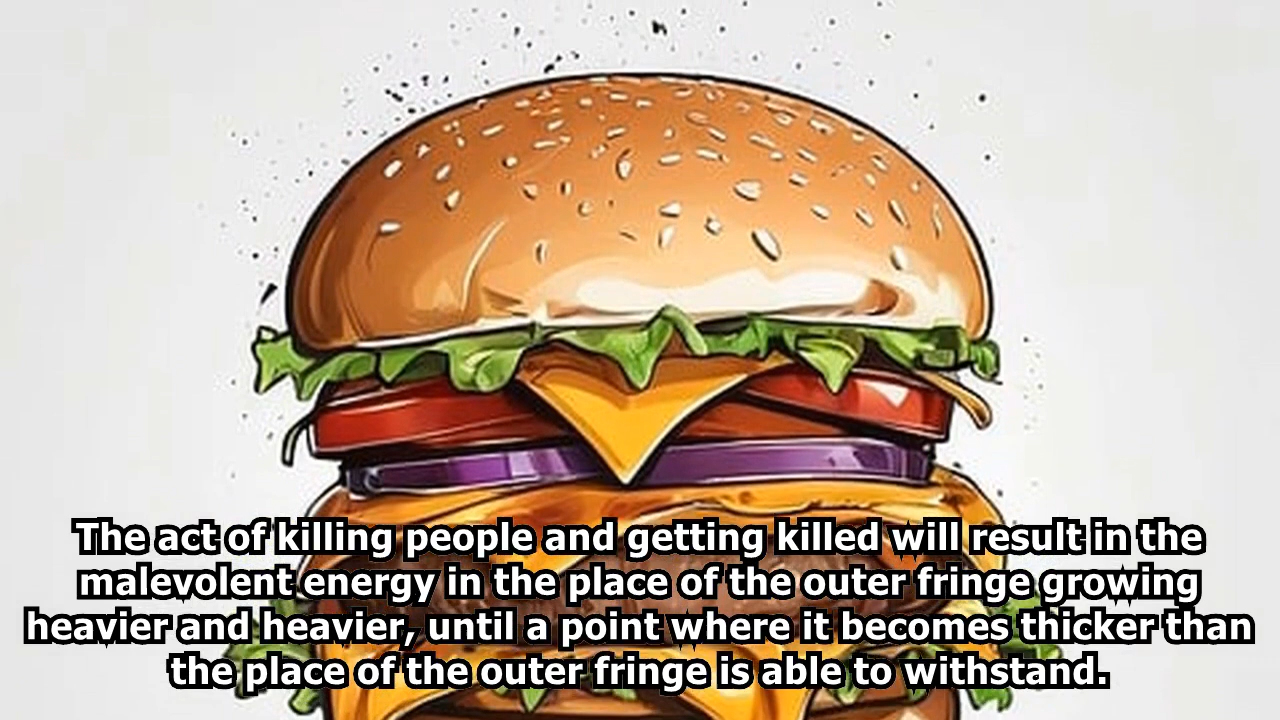 The act of killing people and getting killed will result in the
malevolent energy in the place of the outer fringe growing
heavier and heavier, until a point where it becomes thicker than
the place of the outer fringe is able to withstand.